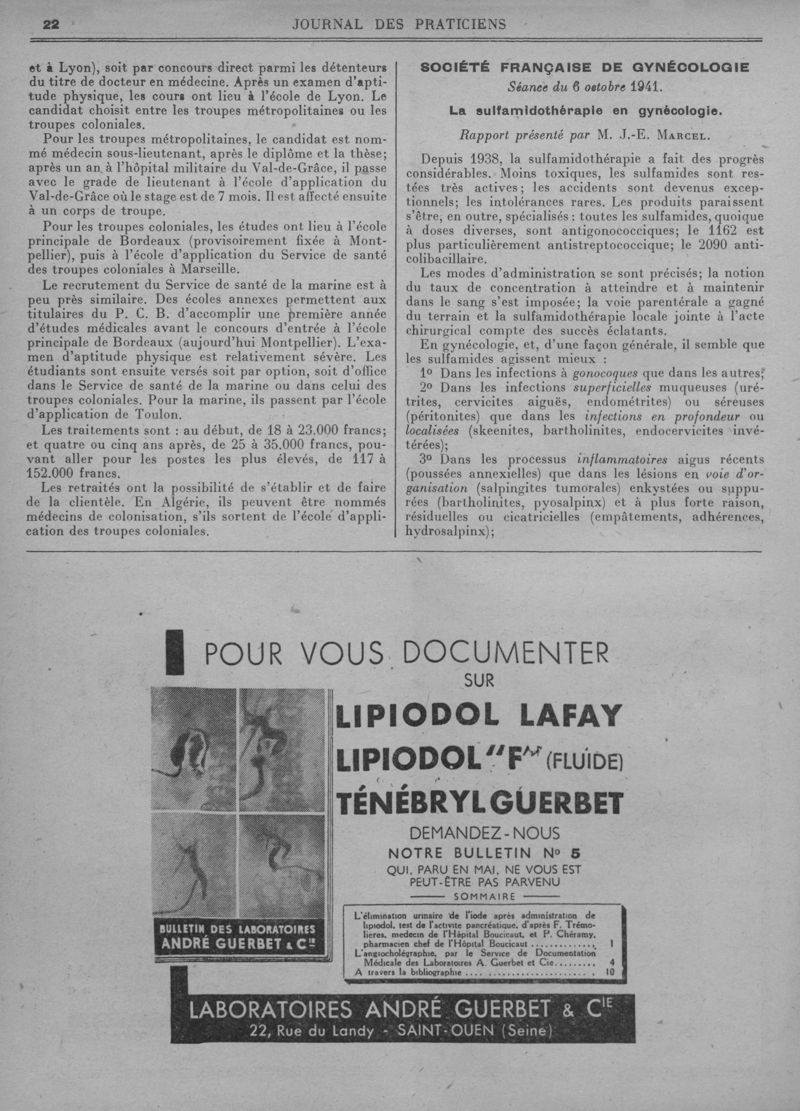 22
JOURNAL DES PRATICIENS
et à Lyon), soit par concours direct parmi les détenteurs
du titre de docteur en médecine. Après un examen d'apti-
tude physique, les cours ont lieu à l'école de Lyon. Le
candidat choisit entre les troupes métropolitaines ou les
troupes coloniales.
Pour les troupes métropolitaines, le candidat est nom-
mé médecin sous-lieutenant, après le diplôme et la thèse;
après un an à l'hôpital militaire du Val-de-Grâce, il passe
avec le grade de lieutenant à l'école d'application du
Val-de-Grâce où le stage est de 7 mois. Il est affecté ensuite
à un corps de troupe.
Pour les troupes coloniales, les études ont lieu à l'école
principale de Bordeaux (provisoirement fixée à Mont-
pellier), puis à l'école d'application du Service de santé
des troupes coloniales à Marseille.
Le recrutement du Service de santé de la marine est à
peu près similaire. Des écoles annexes permettent aux
titulaires du P. C. B. d'accomplir une première année
d'études médicales avant le concours d'entrée à l'école
principale de Bordeaux (aujourd'hui Montpellier). L'exa-
men d'aptitude physique est relativement sévère. Les
étudiants sont ensuite versés soit par option, soit d'office
dans le Service de santé de la marine ou dans celui des
troupes coloniales. Pour la marine, ils passent par l'école
d'application de Toulon.
Les traitements sont : au début, de 18 à 23.000 francs;
et quatre ou cinq ans après, de 25 à 35.000 francs, pou-
vant aller pour les postes les plus élevés, de 117 à
152.000 francs.
Les retraités ont la possibilité de s'établir et de faire
de la clientèle. En Algérie, ils peuvent être nommés
médecins de colonisation, s'ils sortent de l'école d'appli-
cation des troupes coloniales.
SOCIÉTÉ FRANÇAISE DE GYNÉCOLOGIE
Séance du 6 octobre 1941.
La sulfamidothérapie en gynécologie.
Rapport présenté par M. J.-E. MARCEL.
Depuis 1938, la sulfamidothérapie a fait des progrès
considérables. Moins toxiques, les sulfamides sont res-
tées très actives; les accidents sont devenus excep-
tionnels; les intolérances rares. Les produits paraissent
s'être, en outre, spécialisés : toutes les sulfamides, quoique
à doses diverses, sont antigonococciques; le 1162 est
plus particulièrement antistreptococcique; le 2090 anti-
colibacillaire.
Les modes d'administration se sont précisés; la notion
du taux de concentration à atteindre et à maintenir
dans le sang s'est imposée; la voie parentérale a gagné
du terrain et la sulfamidothérapie locale jointe à l'acte
chirurgical compte des succès éclatants.
En gynécologie, et, d'une façon générale, il semble que
les sulfamides agissent mieux :
1º Dans les infections à gonocoques que dans les autres;
2º Dans les infections superficielles muqueuses (uré-
trites, cervicites aiguës, endométrites) ou séreuses
(péritonites) que dans les infections en profondeur ou
localisées (skeenites, bartholinites, endocervicites invé-
térées);
3º Dans les processus inflammatoires aigus récents
(poussées annexielles) que dans les lésions en voie d'or-
ganisation (salpingites tumorales) enkystées ou suppu-
rées (bartholinites, pyosalpinx) et à plus forte raison,
résiduelles ou cicatricielles (empâtements, adhérences,
hydrosalpinx);
POUR VOUS DOCUMENTER
SUR
LIPIODOL LAFAY
LIPIODOL "F" (FLUIDE)
TÉNÉBRYL GUERBET
DEMANDEZ-NOUS
NOTRE BULLETIN Nº 5
QUI, PARU EN MAI, NE VOUS EST
PEUT-ÊTRE PAS PARVENU
SOMMAIRE
L'élimination urinaire de l'iode après administration de
lipiodol, test de l'activité pancréatique, d'après F. Trémo-
lieres, medecin de l'Hôpital Boucicaut, et P. Chéramy,
pharmacien chef de l'Hôpital Boucicaut .............. 1
L'angiocholégraphie, par le Service de Documentation
Médicale des Laboratoires A. Guerbet et Cie......... 4
A travers la bibliographie .......................... 10
BULLETIN DES LABORATOIRES
ANDRÉ GUERBET & Cie
LABORATOIRES ANDRÉ GUERBET & CIE
22, Rue du Landy - SAINT-OUEN (Seine)